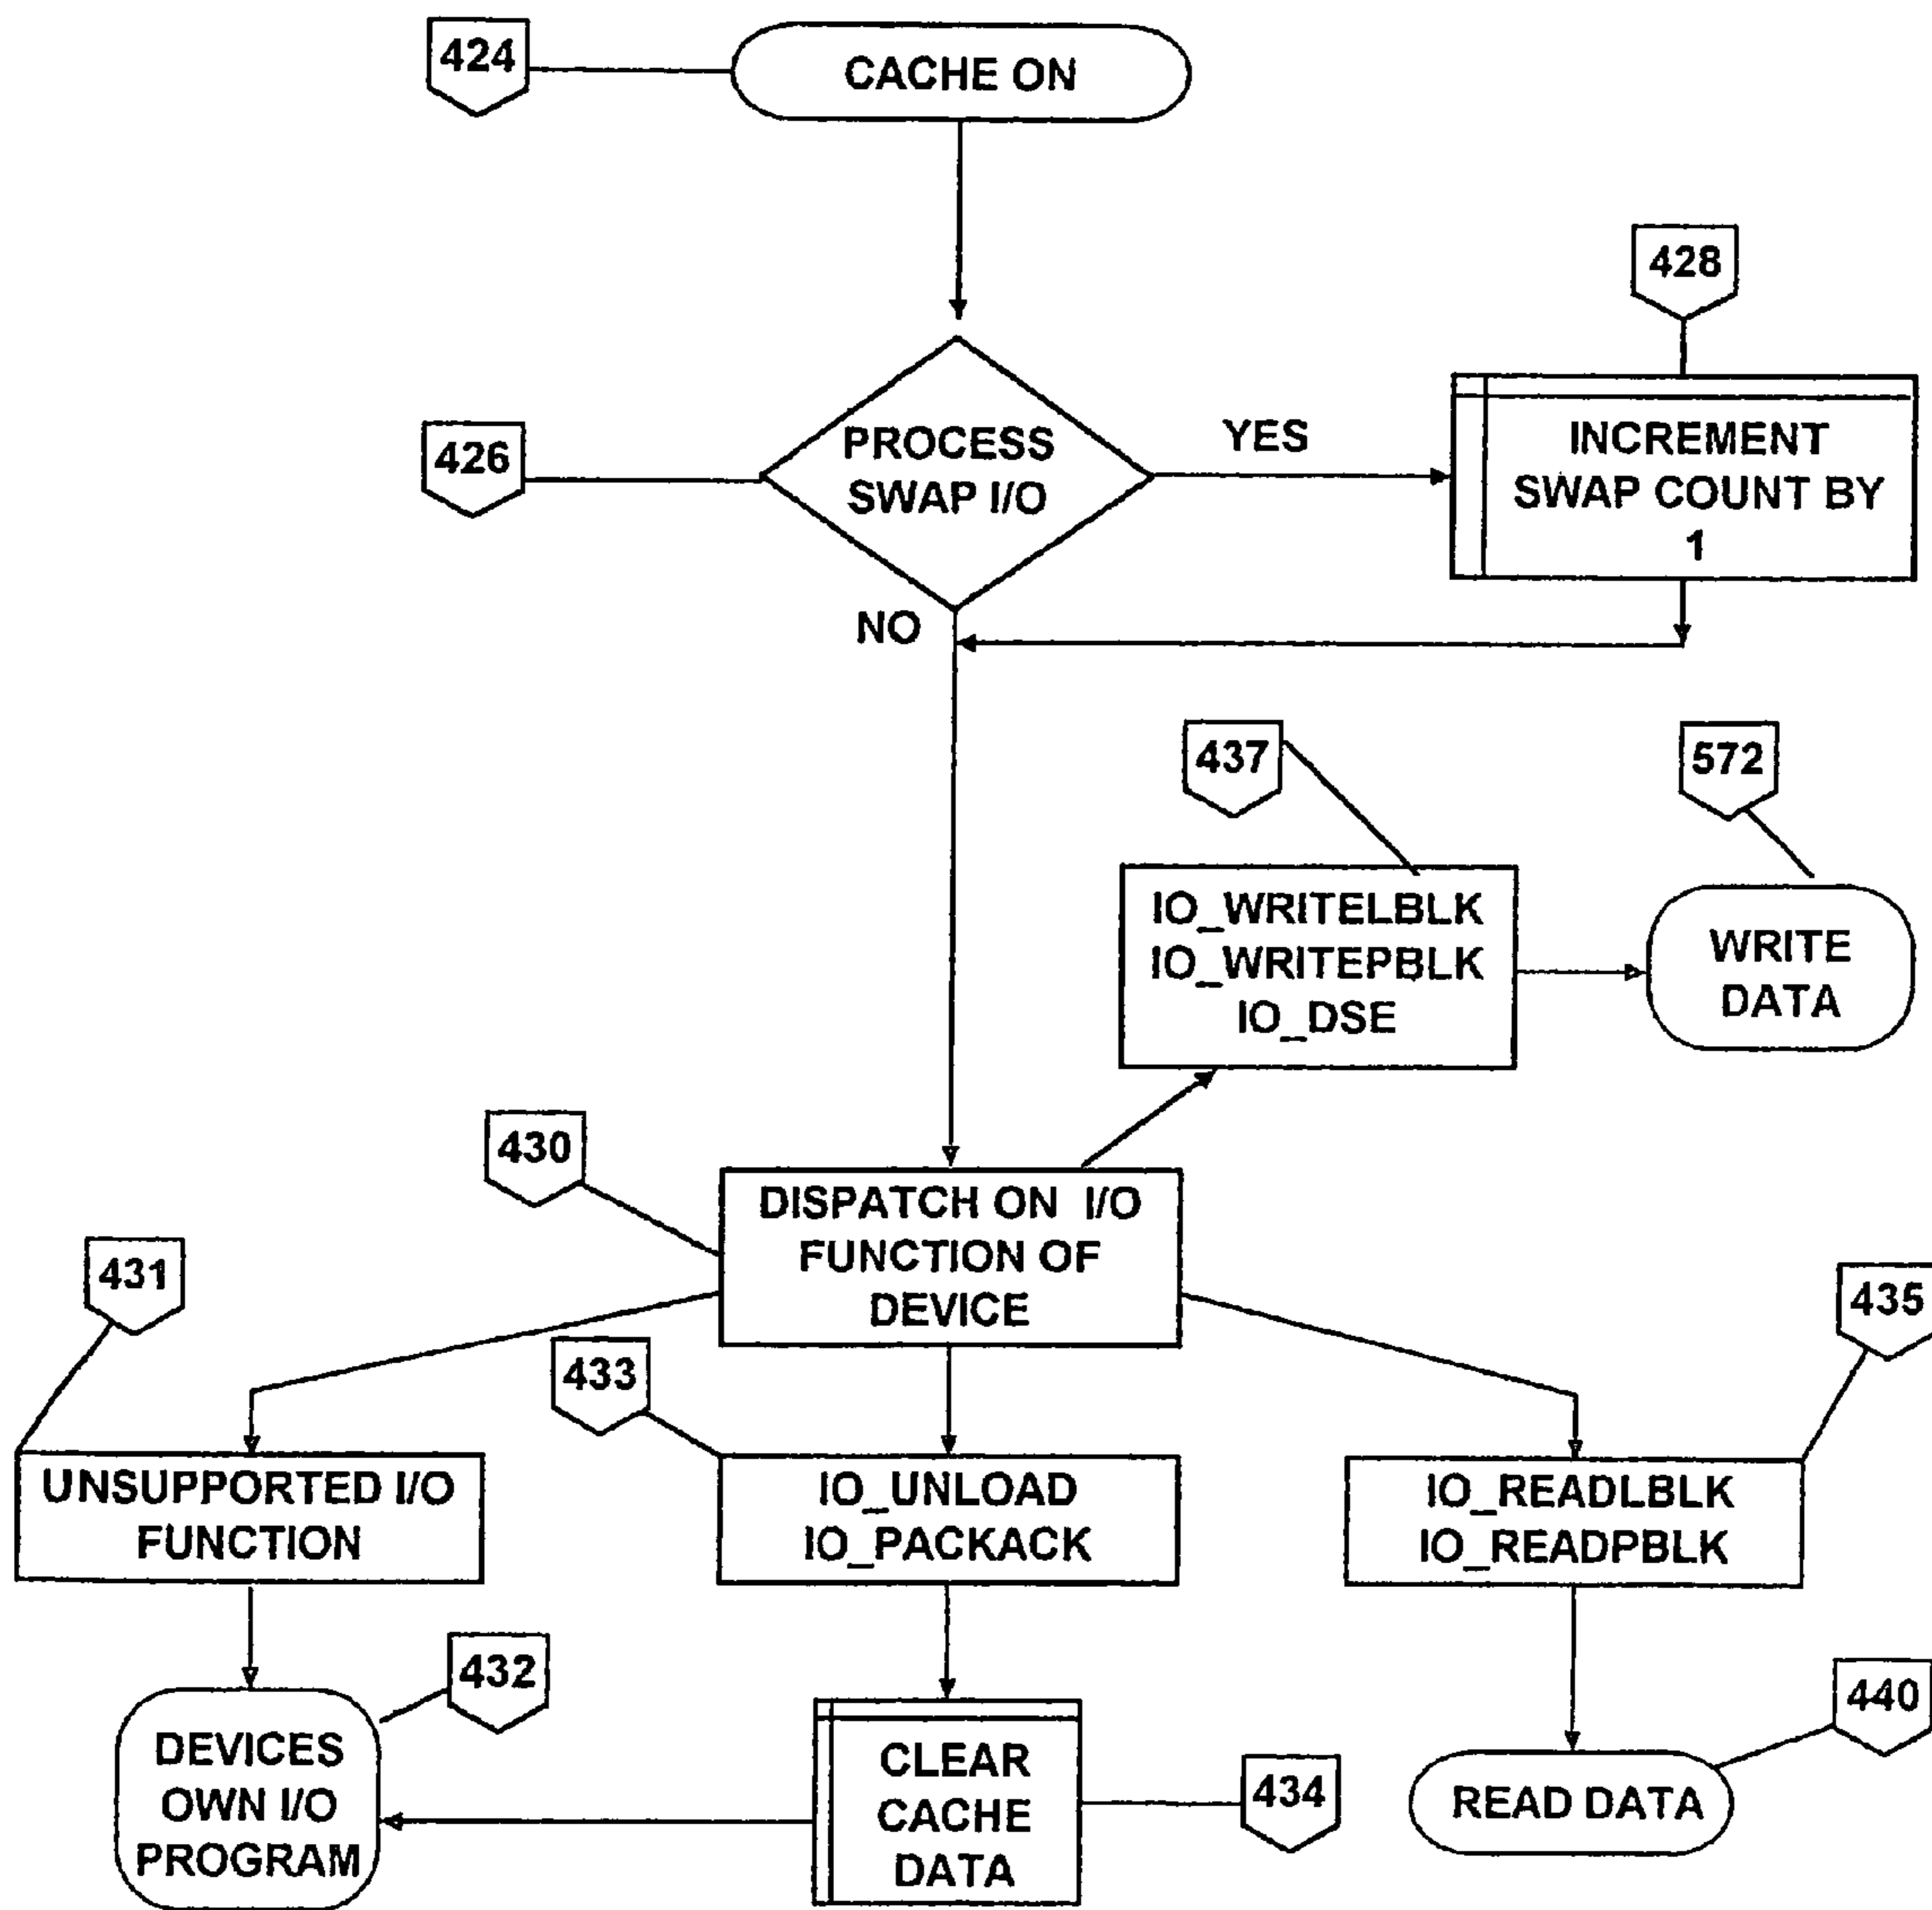 424
CACHE ON
428
426
PROCESS
SWAP I/O
YES
INCREMENT
SWAP COUNT BY
1
NO
437
572
IO_WRITELBLK
IO_WRITEPBLK
IO_DSE
WRITE
DATA
430
DISPATCH ON I/O
FUNCTION OF
DEVICE
431
433
435
UNSUPPORTED I/O
FUNCTION
IO_UNLOAD
IO_PACKACK
IO_READLBLK
IO_READPBLK
432
440
DEVICES
OWN I/O
PROGRAM
CLEAR
CACHE
DATA
434
READ DATA